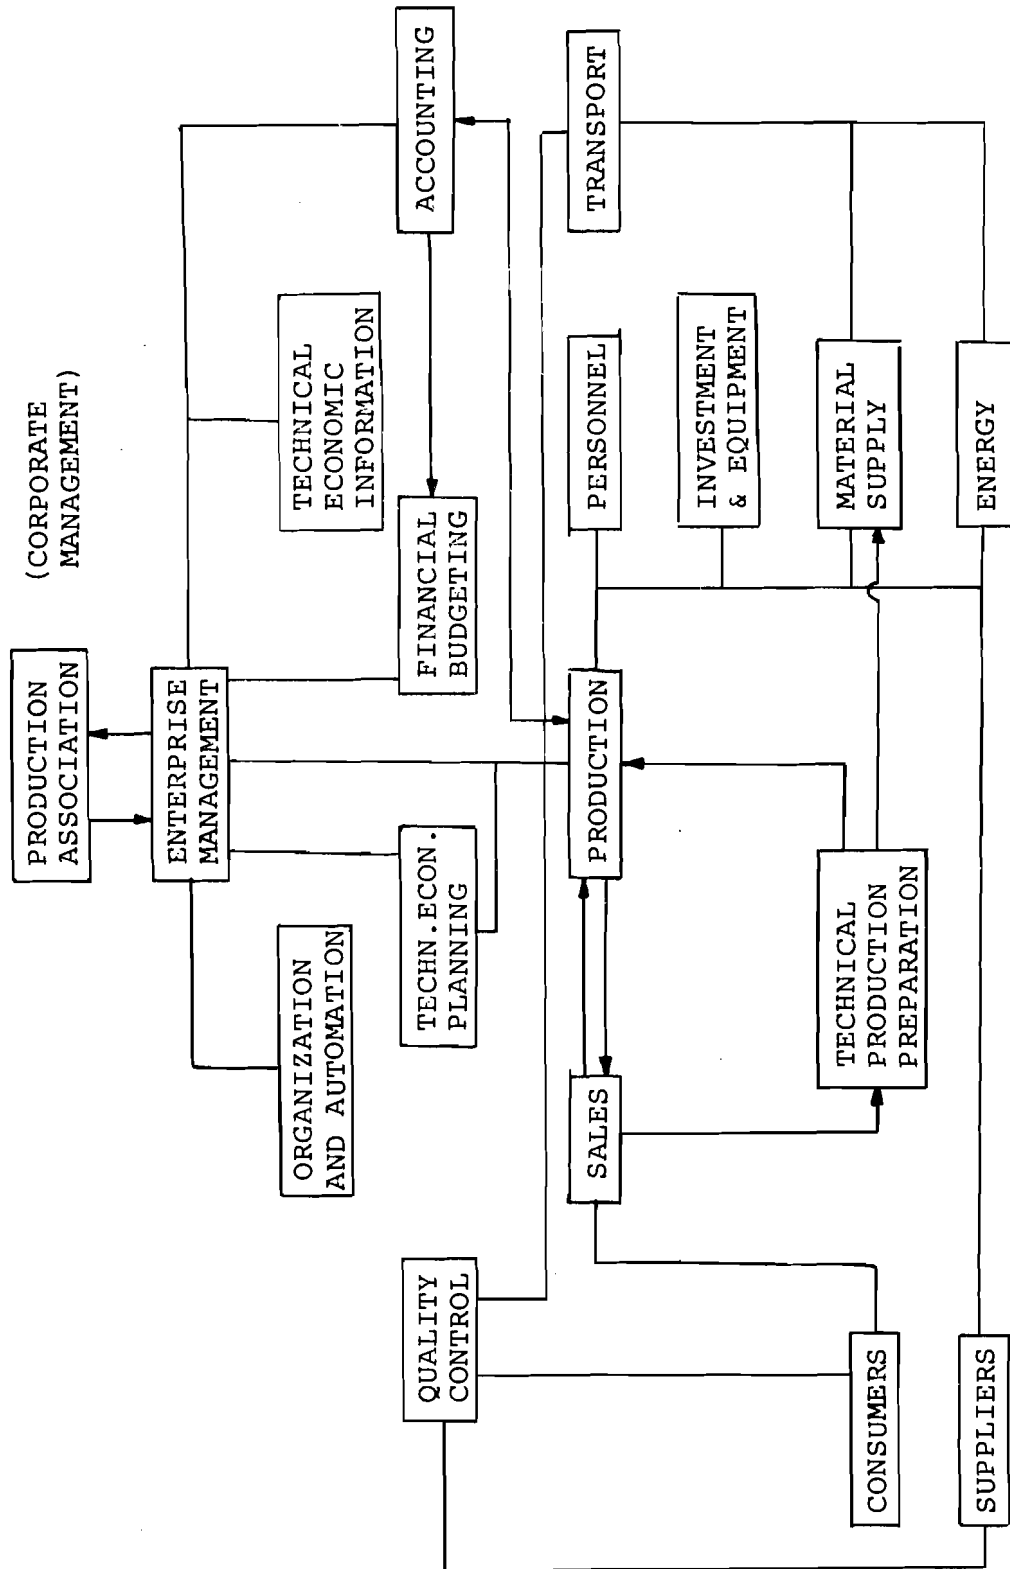 PRODUCTION
ASSOCIATION
(CORPORATE
MANAGEMENT)
ENTERPRISE
MANAGEMENT
ORGANIZATION
AND AUTOMATION
TECHNICAL
ECONOMIC
INFORMATION
QUALITY
CONTROL
TECHN.ECON.
PLANNING
FINANCIAL
BUDGETING
ACCOUNTING
SALES
PRODUCTION
PERSONNEL
TRANSPORT
INVESTMENT
& EQUIPMENT
CONSUMERS
TECHNICAL
PRODUCTION
PREPARATION
MATERIAL
SUPPLY
SUPPLIERS
ENERGY